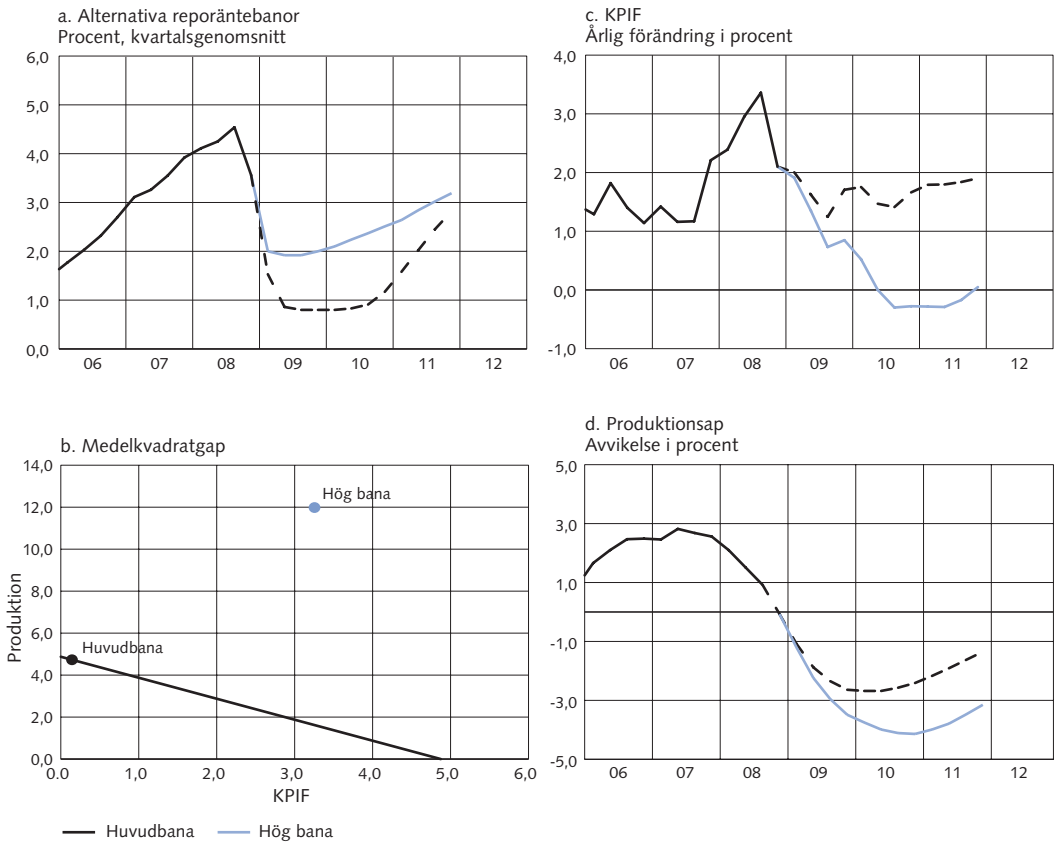 a. Alternativa reporäntebanor
Procent, kvartalsgenomsnitt
6,0
5,0
4,0
3,0
2,0
1,0
0,0
06 07 08 09 10 11 12
c. KPIF
Årlig förändring i procent
4,0
3,0
2,0
1,0
0,0
-1,0
06 07 08 09 10 11 12
b. Medelkvadratgap
14,0
12,0
10,0
8,0
6,0
4,0
2,0
0,0
Produktion
Hög bana
Huvudbana
0.0 1,0 2,0 3,0 4,0 5,0 6,0
KPIF
d. Produktionsap
Avvikelse i procent
5,0
3,0
1,0
-1,0
-3,0
-5,0
06 07 08 09 10 11 12
Huvudbana Hög bana